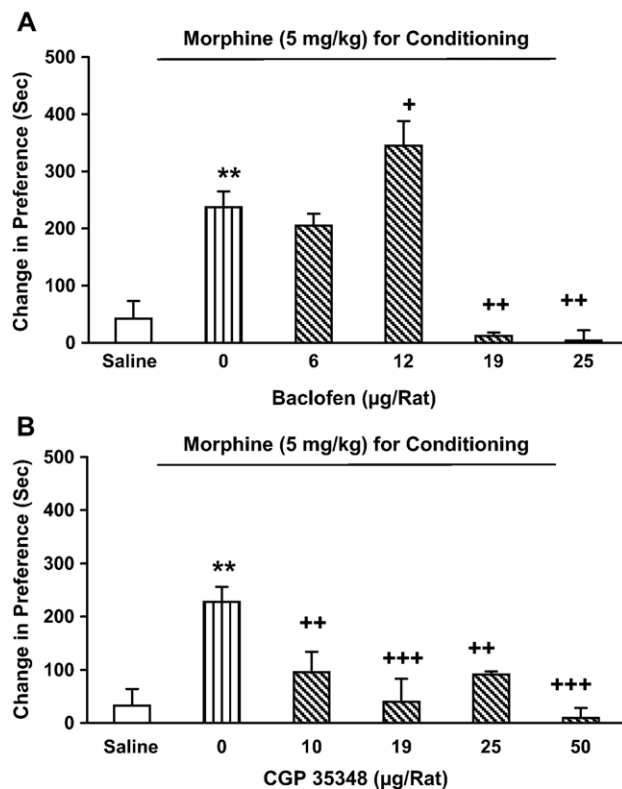 A
Morphine (5 mg/kg) for Conditioning
Change in Preference (Sec)
500
400
300
200
100
0
**
+
++
++
Saline 0 6 12 19 25
Baclofen (µg/Rat)
B
Morphine (5 mg/kg) for Conditioning
Change in Preference (Sec)
500
400
300
200
100
0
**
++
+++
++
+++
Saline 0 10 19 25 50
CGP 35348 (µg/Rat)